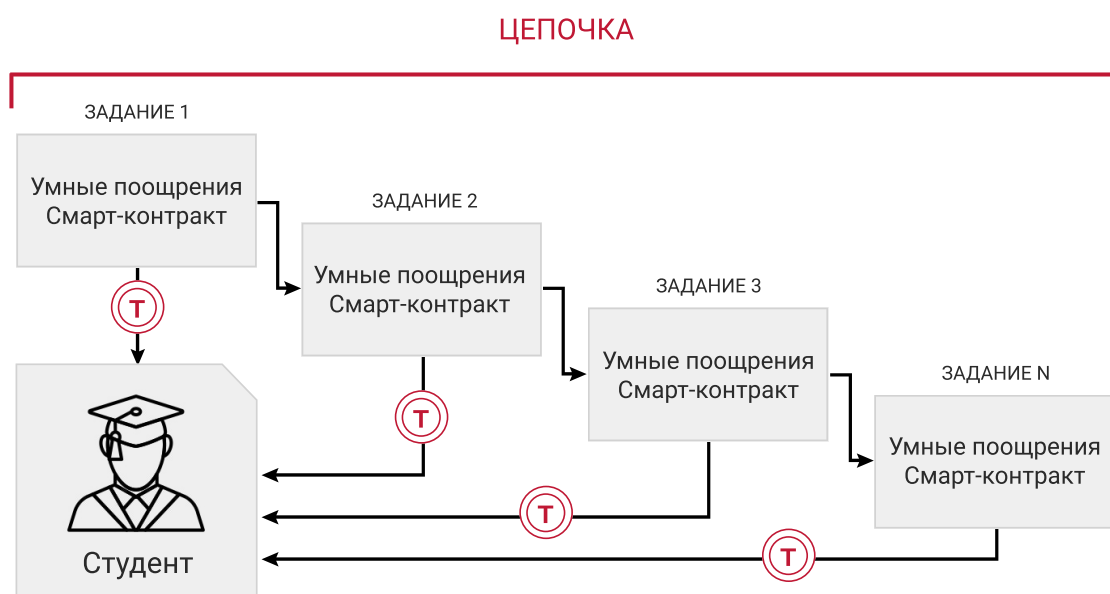 ЦЕПОЧКА
ЗАДАНИЕ 1
Умные поощрения
Смарт-контракт
ЗАДАНИЕ 2
Умные поощрения
Смарт-контракт
ЗАДАНИЕ 3
Умные поощрения
Смарт-контракт
ЗАДАНИЕ N
Умные поощрения
Смарт-контракт
T
T
T
T
Студент